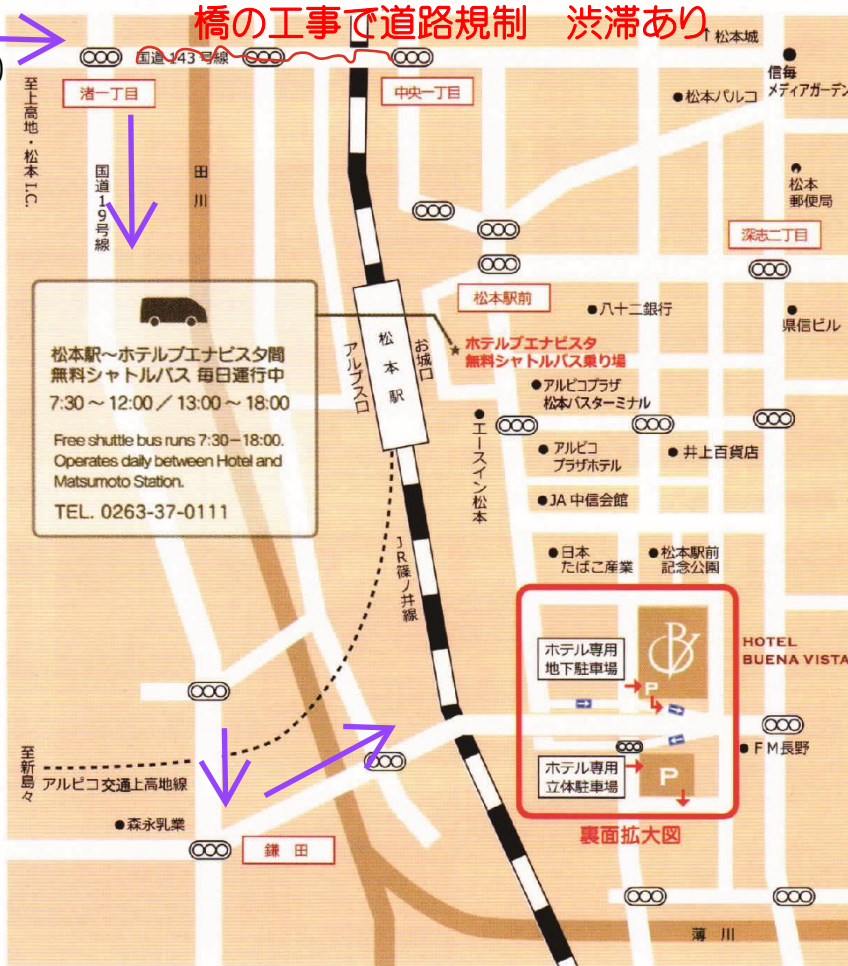 橋の工事で道路規制　渋滞あり
↑松本城
)
国道143号線
渚一丁目
中央一丁目
信毎
メディアガーデン
松本パルコ
至上高地・松本I.C.
国道19号線
田川
松本
郵便局
深志二丁目
松本駅前
八十二銀行
県信ビル
松本駅～ホテルブエナビスタ間
無料シャトルバス 毎日運行中
7:30～12:00／13:00～18:00
Free shuttle bus runs 7:30－18:00.
Operates daily between Hotel and
Matsumoto Station.
TEL. 0263-37-0111
アルプスロ
松本駅
お城口
ホテルブエナビスタ
無料シャトルバス乗り場
アルピコプラザ
松本バスターミナル
エースイン松本
アルピコ
プラザホテル
井上百貨店
JA中信会館
JR篠ノ井線
日本
たばこ産業
松本駅前
記念公園
ホテル専用
地下駐車場
P
HOTEL
BUENA VISTA
至新島々
アルピコ交通上高地線
FM長野
ホテル専用
立体駐車場
P
森永乳業
鎌田
裏面拡大図
薄川